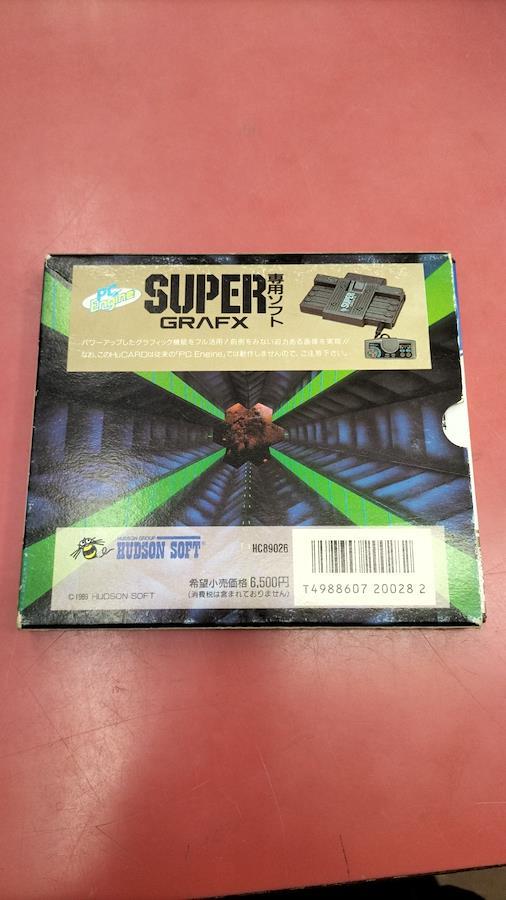 PC Engine
SUPER GRAFX
専用ソフト
パワーアップしたグラフィック機能をフル活用!前例をみない迫力ある画像を実現!!
なお、このHuCARDは従来の「PC Engine」では動作しませんので、ご注意下さい。
HUDSON GROUP
HUDSON SOFT
HC89026
希望小売価格 6,500円
(消費税は含まれておりません)
© 1989 HUDSON SOFT
T4988607 20028 2